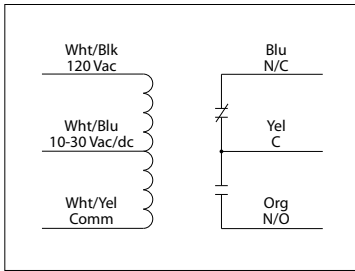 Wht/Blk
120 Vac
Wht/Blu
10-30 Vac/dc
Wht/Yel
Comm
Blu
N/C
Yel
C
Org
N/O